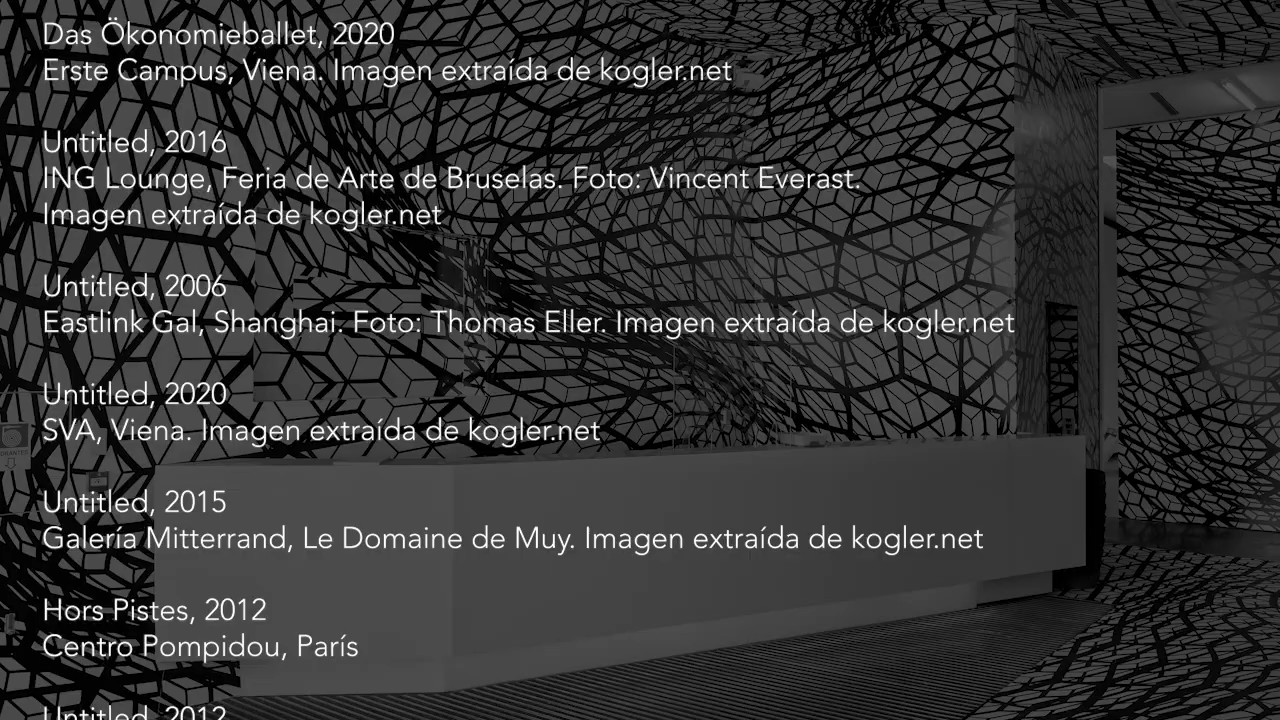 Das Ökonomieballet, 2020
Erste Campus, Viena. Imagen extraída de kogler.net
Untitled, 2016
ING Lounge, Feria de Arte de Bruselas. Foto: Vincent Everast.
Imagen extraída de kogler.net
Untitled, 2006
Eastlink Gal, Shanghai. Foto: Thomas Eller. Imagen extraída de kogler.net
Untitled, 2020
SVA, Viena. Imagen extraída de kogler.net
Untitled, 2015
Galería Mitterrand, Le Domaine de Muy. Imagen extraída de kogler.net
Hors Pistes, 2012
Centro Pompidou, París
Untitled, 2012